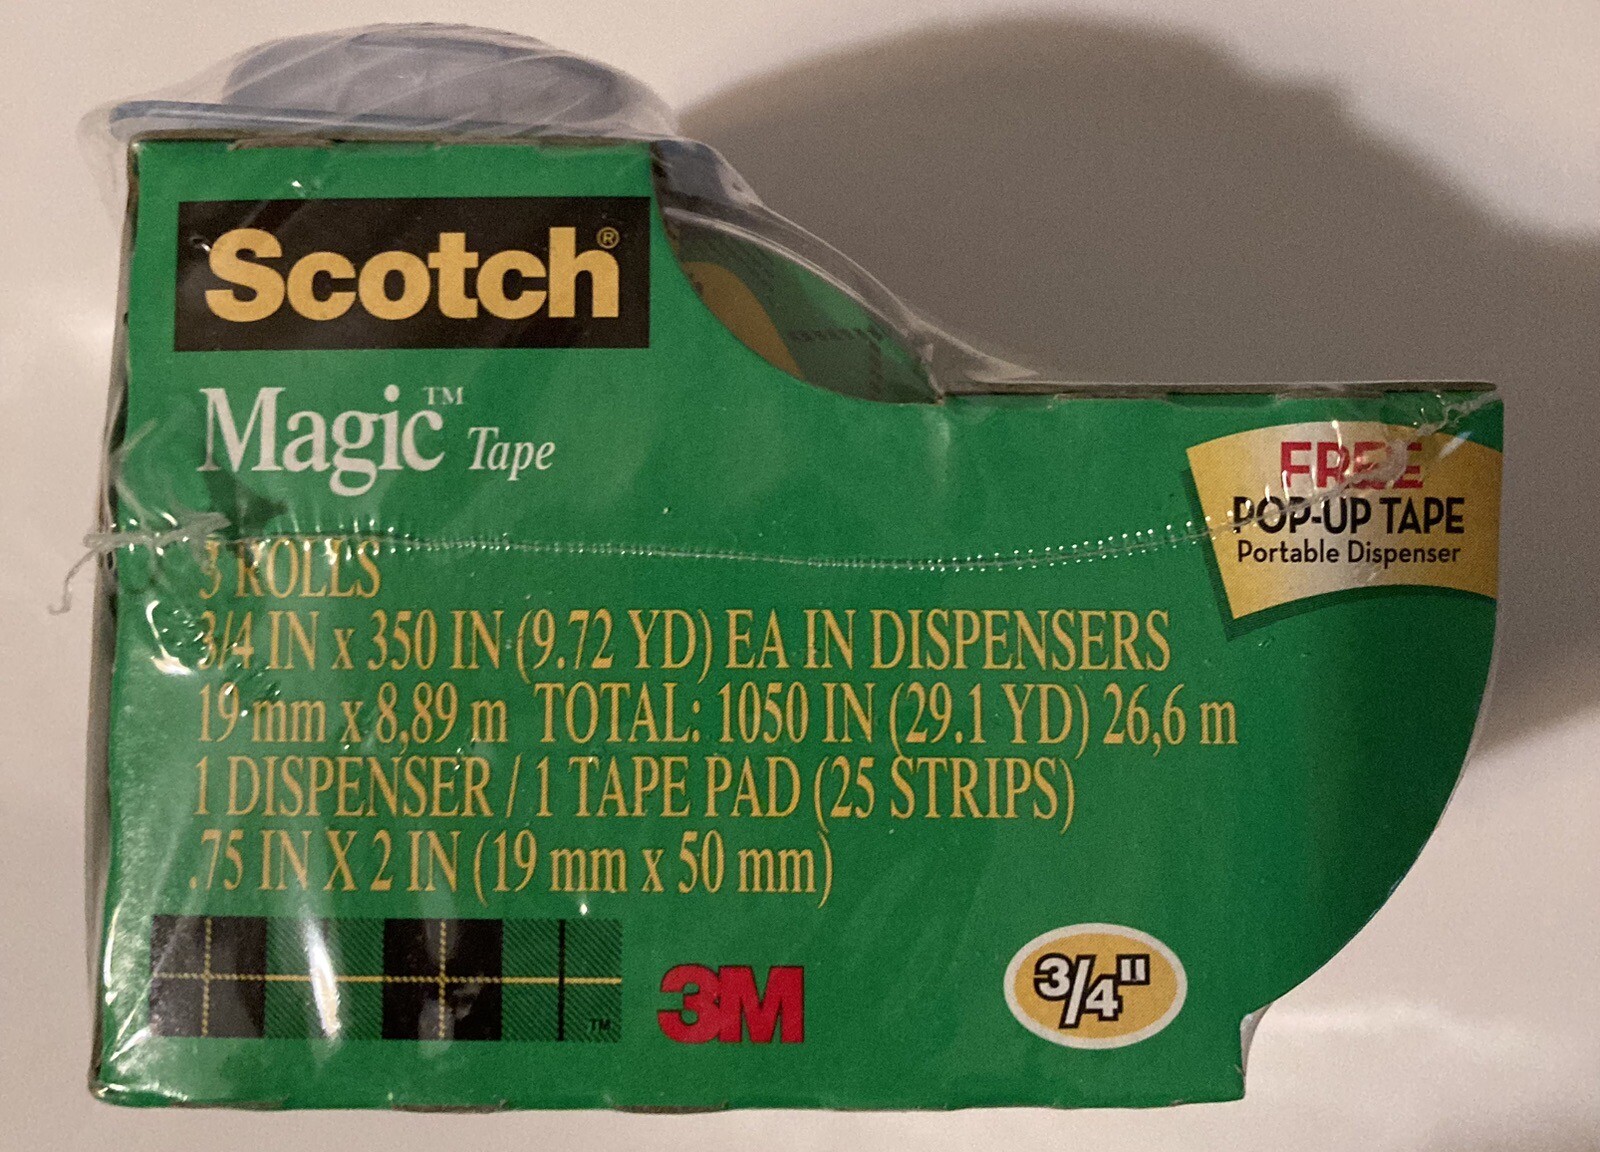 Scotch®
Magic™ Tape
FREE
POP-UP TAPE
Portable Dispenser
3 ROLLS
3/4 IN x 350 IN (9.72 YD) EA IN DISPENSERS
19 mm x 8,89 m TOTAL: 1050 IN (29.1 YD) 26,6 m
1 DISPENSER / 1 TAPE PAD (25 STRIPS)
.75 IN X 2 IN (19 mm x 50 mm)
TM
3M
3/4"